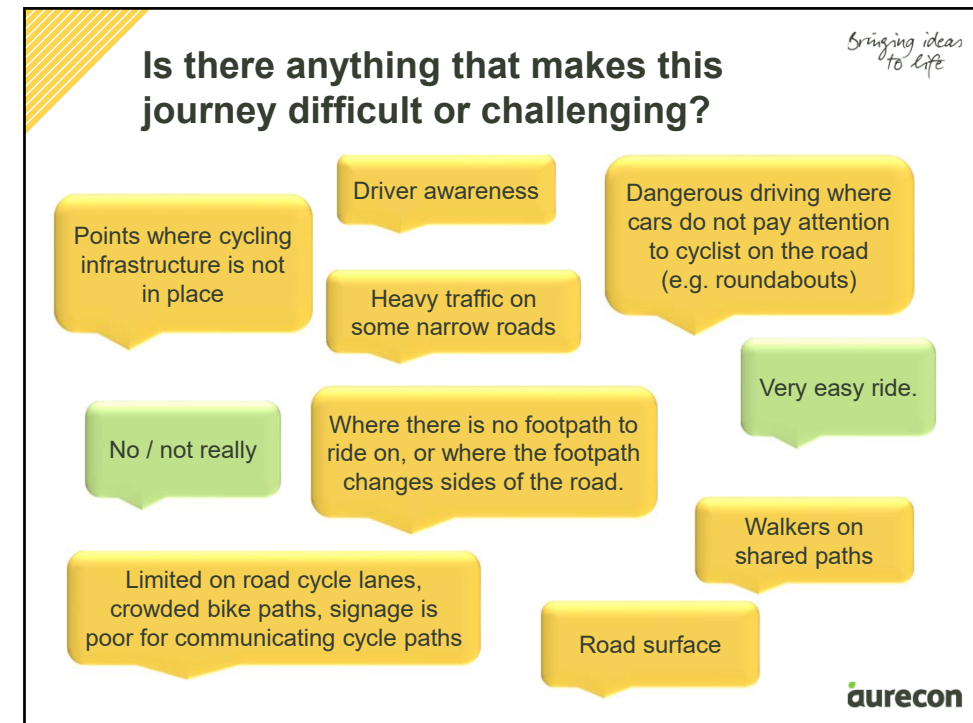 Is there anything that makes this
journey difficult or challenging?
Bringing ideas
to life
Driver awareness
Dangerous driving where
cars do not pay attention
to cyclist on the road
(e.g. roundabouts)
Points where cycling
infrastructure is not
in place
Heavy traffic on
some narrow roads
Very easy ride.
No / not really
Where there is no footpath to
ride on, or where the footpath
changes sides of the road.
Walkers on
shared paths
Limited on road cycle lanes,
crowded bike paths, signage is
poor for communicating cycle paths
Road surface
aurecon